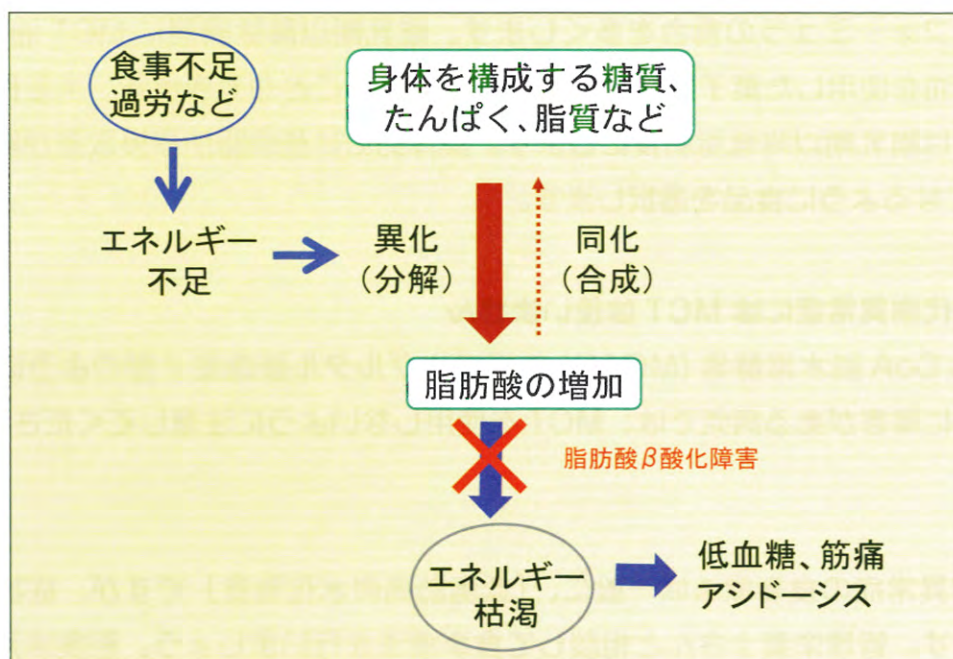 食事不足
過労など
身体を構成する糖質、
たんぱく、脂質など
エネルギー
不足
異化
(分解)
同化
(合成)
脂肪酸の増加
脂肪酸β酸化障害
エネルギー
枯渇
低血糖、筋痛
アシドーシス